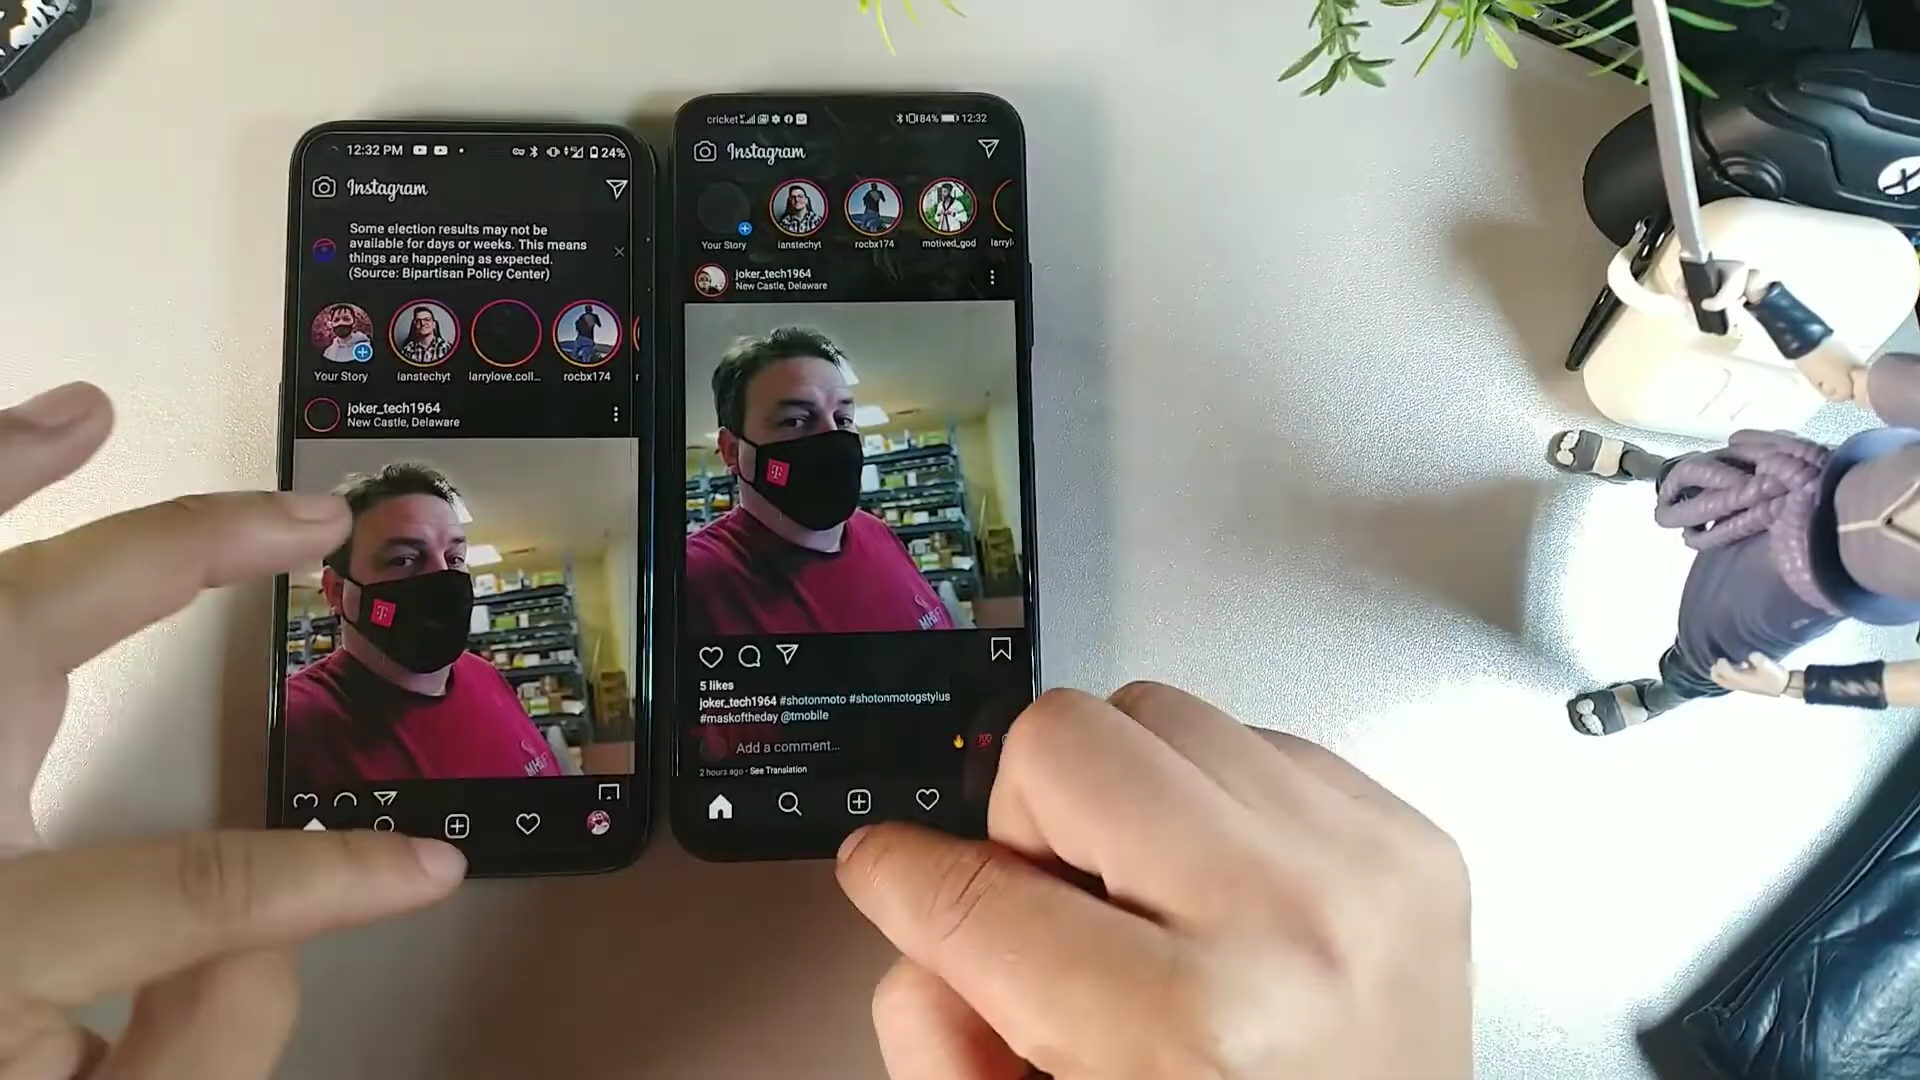 12:32 PM
24%
Instagram
Some election results may not be
available for days or weeks. This means
things are happening as expected.
(Source: Bipartisan Policy Center)
Your Story
ianstechyt
larrylove.coll...
rocbx174
joker_tech1964
New Castle, Delaware
T
cricket
84%
12:32
Instagram
Your Story
ianstechyt
rocbx174
motived_god
larryl
joker_tech1964
New Castle, Delaware
T
5 likes
joker_tech1964 #shotonmoto #shotonmotogstylus
#maskoftheday @tmobile
Add a comment...
💯
2 hours ago · See Translation